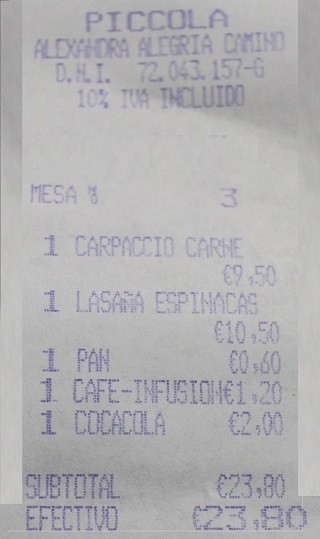 PICCOLA
ALEXANDRA ALEGRIA CAMINO
D.N.I. 72.043.157-G
10% IVA INCLUIDO
MESA 3
1 CARPACCIO CARNE
€9,50
1 LASAÑA ESPINACAS
€10,50
1 PAN €0,60
1 CAFE-INFUSION€1,20
1 COCACOLA €2,00
SUBTOTAL €23,80
EFECTIVO €23,80